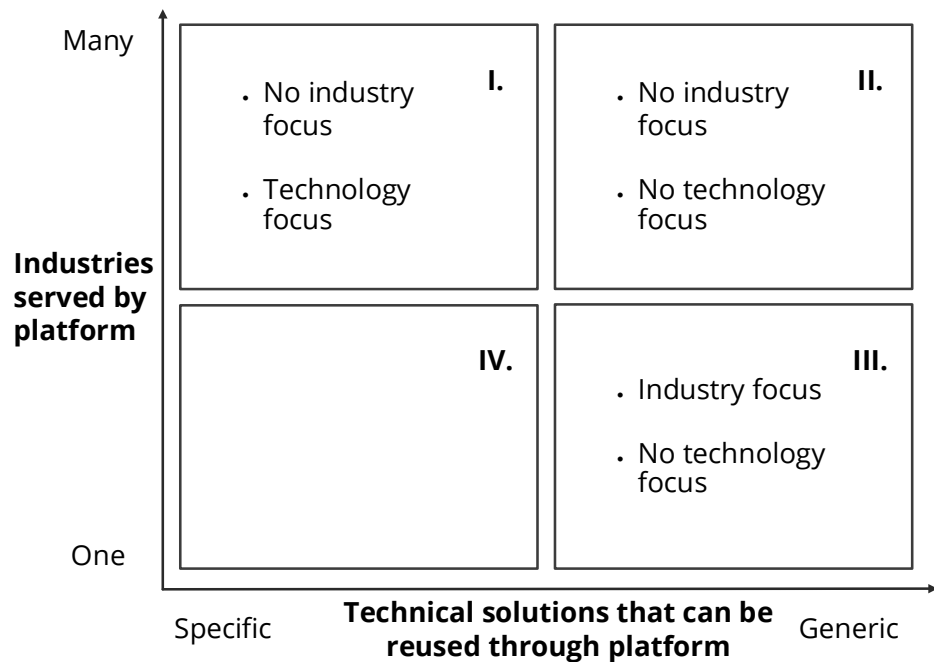 Many
I.
• No industry
focus
• Technology
focus
II.
• No industry
focus
• No technology
focus
Industries
served by
platform
IV.
III.
• Industry focus
• No technology
focus
One
Specific
Technical solutions that can be
reused through platform
Generic